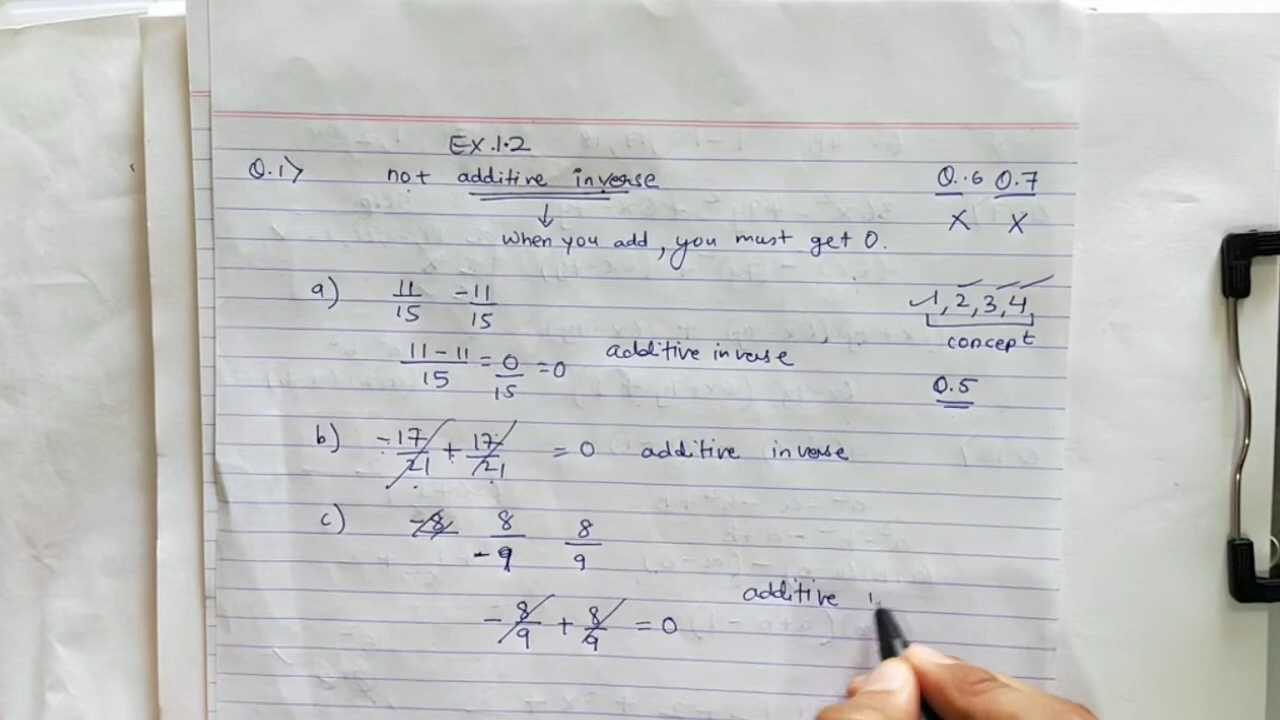 Ex.1.2
Q.1> not additive inverse
Q.6 Q.7
X X
↓
When you add, you must get 0.
a) 11/15 -11/15
✓1,2,3,4,
concept
11-11/15 = 0/15 = 0 additive inverse
Q.5
b) -17/21 + 17/21 = 0 additive inverse
c) -8 8/-9 8/9
additive i
-8/9 + 8/9 = 0